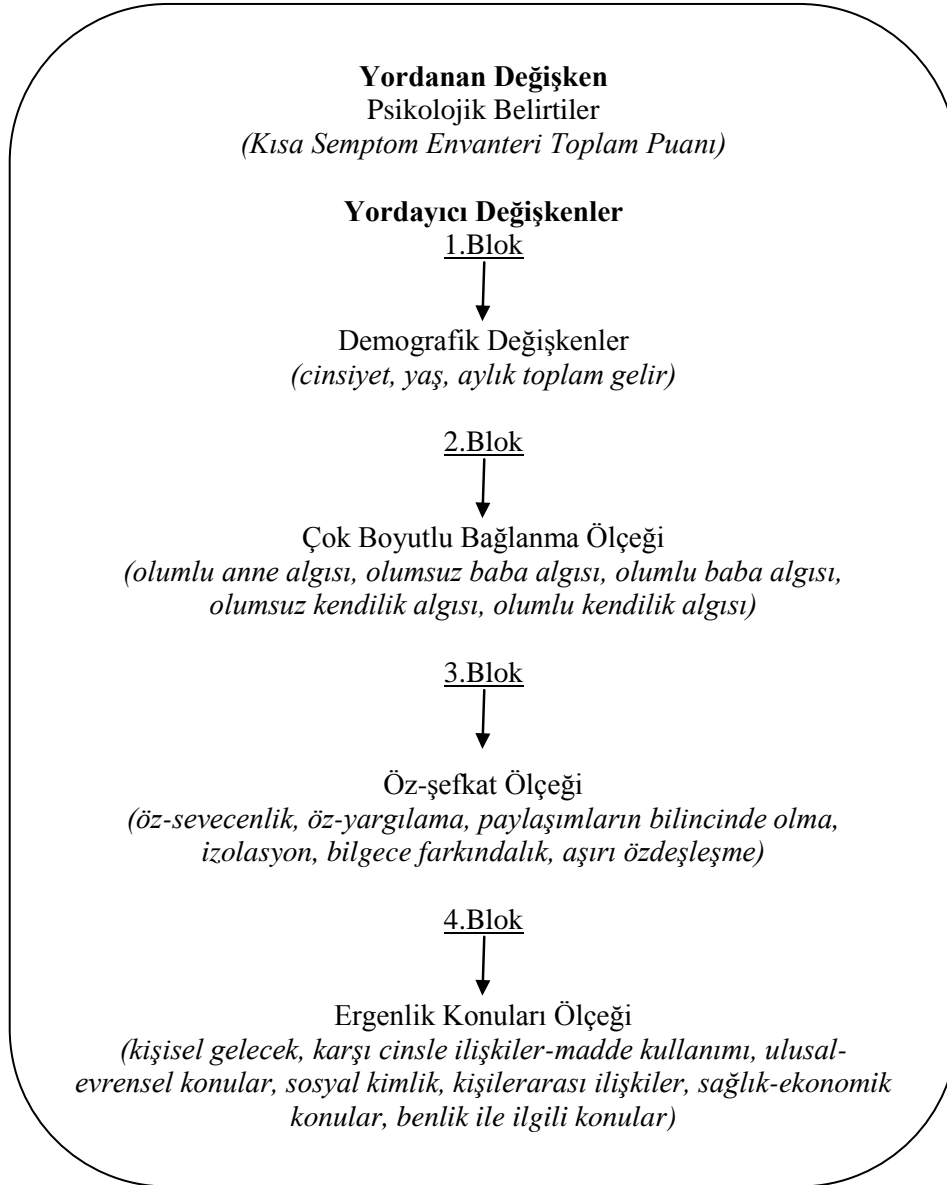 Yordanan Değişken
Psikolojik Belirtiler
(Kısa Semptom Envanteri Toplam Puanı)
Yordayıcı Değişkenler
1.Blok
Demografik Değişkenler
(cinsiyet, yaş, aylık toplam gelir)
2.Blok
Çok Boyutlu Bağlanma Ölçeği
(olumlu anne algısı, olumsuz baba algısı, olumlu baba algısı,
olumsuz kendilik algısı, olumlu kendilik algısı)
3.Blok
Öz-şefkat Ölçeği
(öz-sevecenlik, öz-yargılama, paylaşımların bilincinde olma,
izolasyon, bilgece farkındalık, aşırı özdeşleşme)
4.Blok
Ergenlik Konuları Ölçeği
(kişisel gelecek, karşı cinsle ilişkiler-madde kullanımı, ulusal-
evrensel konular, sosyal kimlik, kişilerarası ilişkiler, sağlık-ekonomik
konular, benlik ile ilgili konular)